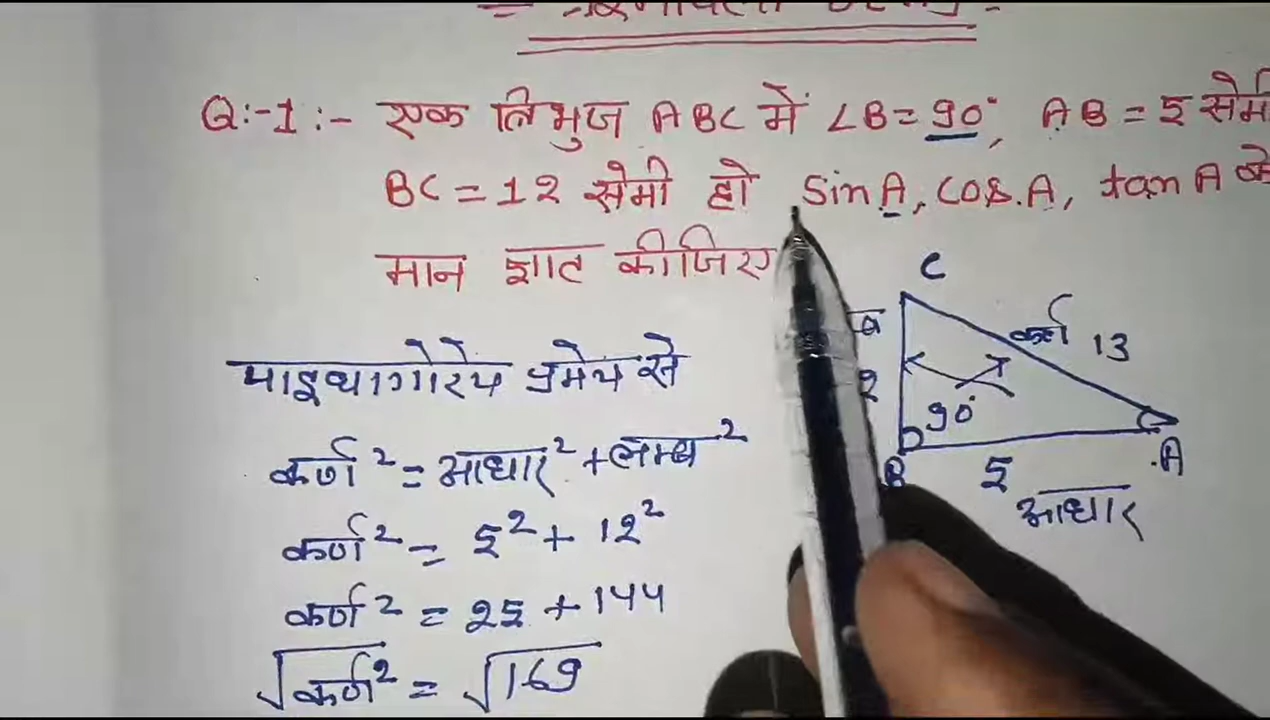 Q:-1:- एक त्रिभुज ABC में ∠B = 90°, AB = 5 सेमी
BC = 12 सेमी हो sin A, cos.A, tan A के
मान ज्ञात कीजिए
C
कर्ण 13
90°
B
5
.A
आधार
पाइथागोरेय प्रमेय से
कर्ण² = आधार² + लम्ब²
कर्ण² = 5² + 12²
कर्ण² = 25 + 144
√कर्ण² = √169